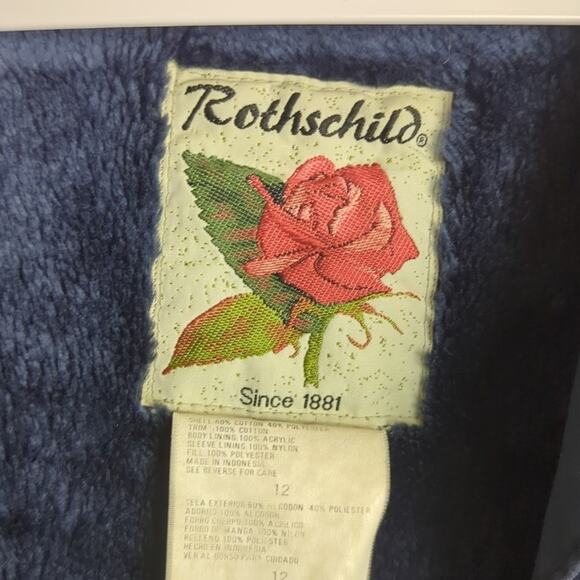 Rothschild®
Since 1881
SHELL 60% COTTON 40% POLYESTER
TRIM :100% COTTON
BODY LINING:100% ACRYLIC
SLEEVE LINING:100% NYLON
FILL:100% POLYESTER
MADE IN INDONESIA
SEE REVERSE FOR CARE
12
TELA EXTERIOR 60% ALGODON 40% POLIESTER
ADORNO 100% ALGODON
FORRO CUERPO 100% ACRILICO
FORRO DE MANGA 100% NILON
RELLENO 100% POLIESTER
HECHO EN INDONESIA
VER AL DORSO PARA CUIDADO
12